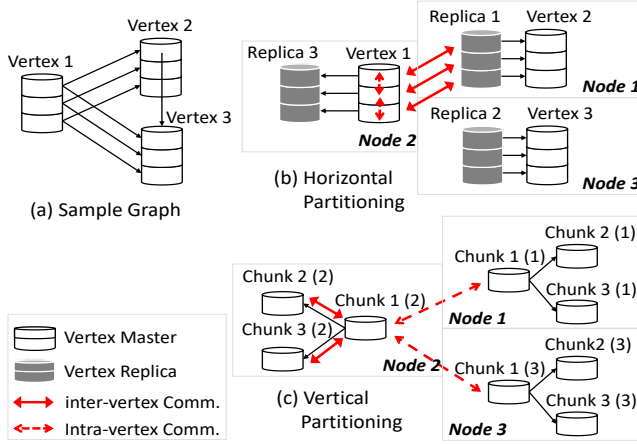 Vertex 1
Vertex 2
Vertex 3
(a) Sample Graph
Replica 3
Vertex 1
Node 2
Replica 1
Vertex 2
Node 1
Replica 2
Vertex 3
Node 3
(b) Horizontal
Partitioning
Chunk 2 (2)
Chunk 1 (2)
Chunk 3 (2)
Node 2
Chunk 2 (1)
Chunk 1 (1)
Chunk 3 (1)
Node 1
Chunk2 (3)
Chunk 1 (3)
Chunk 3 (3)
Node 3
(c) Vertical
Partitioning
Vertex Master
Vertex Replica
inter-vertex Comm.
Intra-vertex Comm.